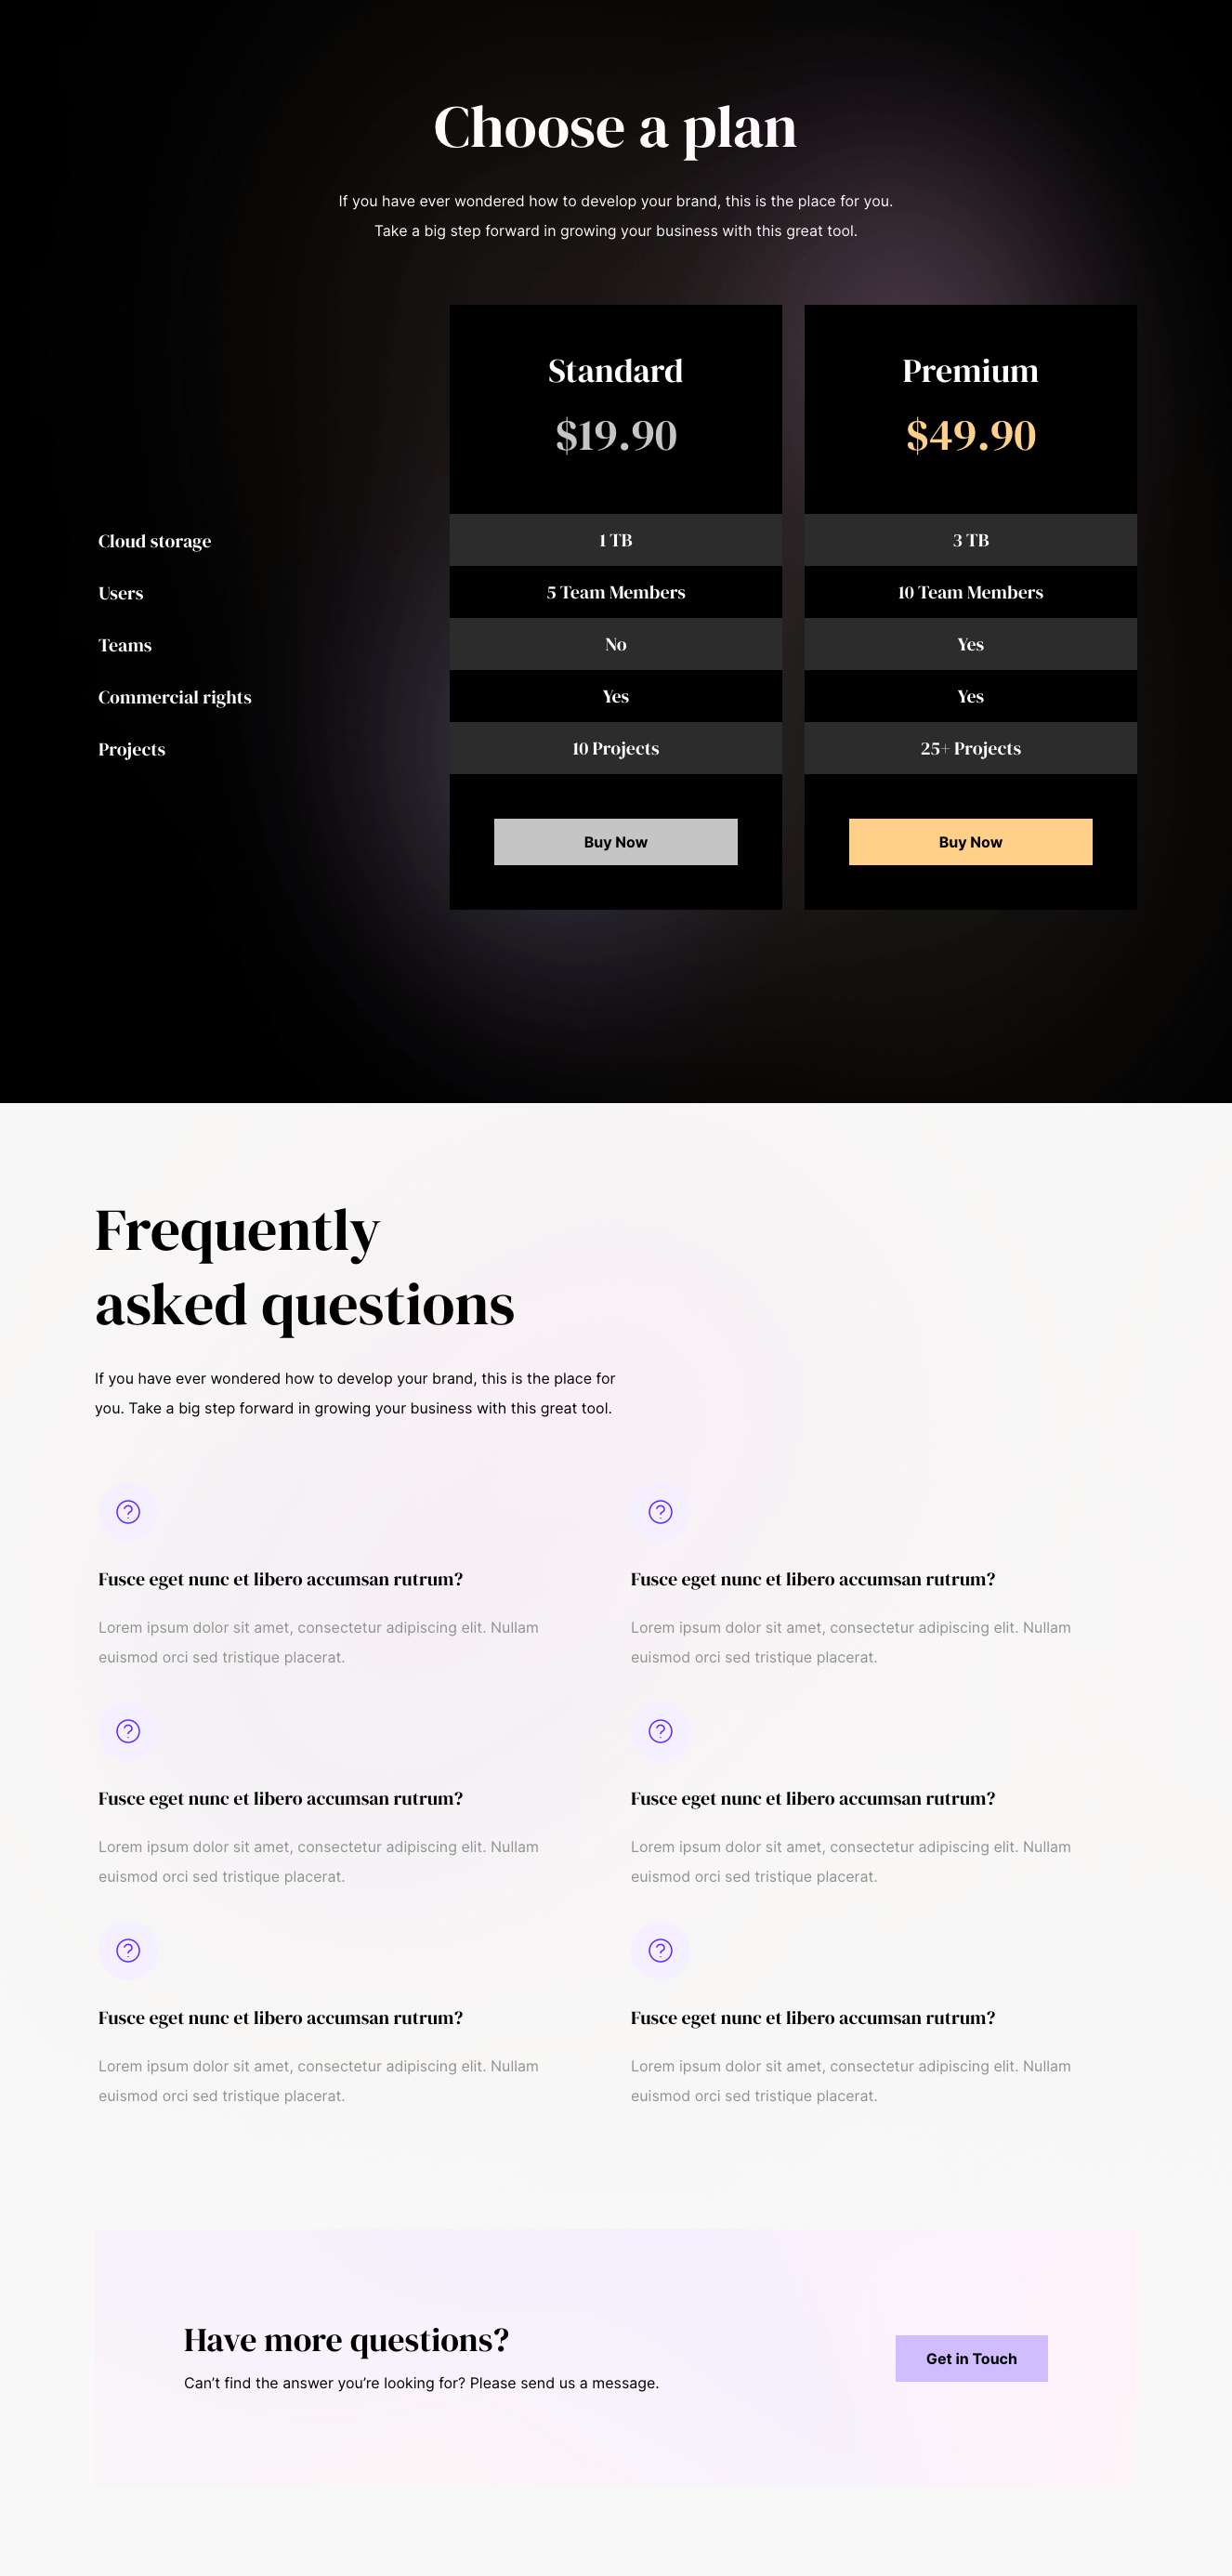 Choose a plan
If you have ever wondered how to develop your brand, this is the place for you.
Take a big step forward in growing your business with this great tool.
Standard
$19.90
Premium
$49.90
Cloud storage
1 TB
3 TB
Users
5 Team Members
10 Team Members
Teams
No
Yes
Commercial rights
Yes
Yes
Projects
10 Projects
25+ Projects
Buy Now
Buy Now
Frequently
asked questions
If you have ever wondered how to develop your brand, this is the place for
you. Take a big step forward in growing your business with this great tool.
Fusce eget nunc et libero accumsan rutrum?
Lorem ipsum dolor sit amet, consectetur adipiscing elit. Nullam
euismod orci sed tristique placerat.
Fusce eget nunc et libero accumsan rutrum?
Lorem ipsum dolor sit amet, consectetur adipiscing elit. Nullam
euismod orci sed tristique placerat.
Fusce eget nunc et libero accumsan rutrum?
Lorem ipsum dolor sit amet, consectetur adipiscing elit. Nullam
euismod orci sed tristique placerat.
Fusce eget nunc et libero accumsan rutrum?
Lorem ipsum dolor sit amet, consectetur adipiscing elit. Nullam
euismod orci sed tristique placerat.
Fusce eget nunc et libero accumsan rutrum?
Lorem ipsum dolor sit amet, consectetur adipiscing elit. Nullam
euismod orci sed tristique placerat.
Fusce eget nunc et libero accumsan rutrum?
Lorem ipsum dolor sit amet, consectetur adipiscing elit. Nullam
euismod orci sed tristique placerat.
Have more questions?
Can’t find the answer you’re looking for? Please send us a message.
Get in Touch